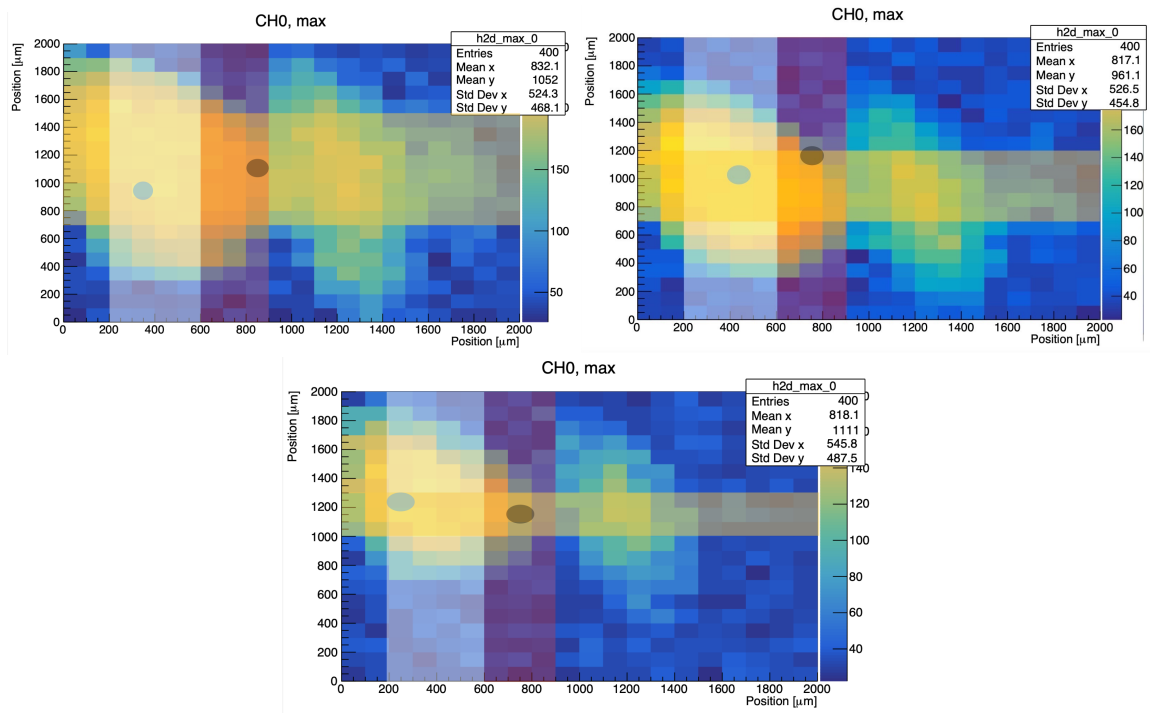 CH0, max
h2d_max_0
Entries 400
Mean x 832.1
Mean y 1052
Std Dev x 524.3
Std Dev y 468.1
Position [μm]
2000
1800
1600
1400
1200
1000
800
600
400
200
0
0 200 400 600 800 1000 1200 1400 1600 1800 2000
Position [μm]
150
100
50
CH0, max
h2d_max_0
Entries 400
Mean x 817.1
Mean y 961.1
Std Dev x 526.5
Std Dev y 454.8
Position [μm]
2000
1800
1600
1400
1200
1000
800
600
400
200
0
0 200 400 600 800 1000 1200 1400 1600 1800 2000
Position [μm]
160
140
120
100
80
60
40
CH0, max
h2d_max_0
Entries 400
Mean x 818.1
Mean y 1111
Std Dev x 545.8
Std Dev y 487.5
Position [μm]
2000
1800
1600
1400
1200
1000
800
600
400
200
0
0 200 400 600 800 1000 1200 1400 1600 1800 2000
Position [μm]
140
120
100
80
60
40